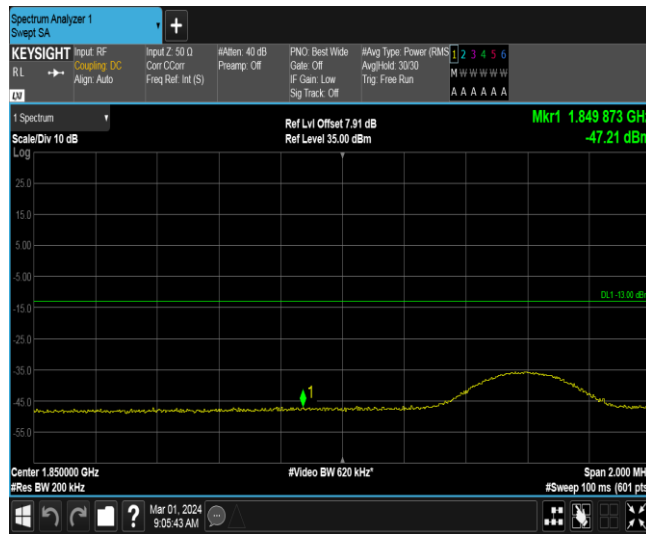 Spectrum Analyzer 1
Swept SA
KEYSIGHT
RL
LXI
Input: RF
Coupling: DC
Align: Auto
Input Z: 50 Ω
Corr CCorr
Freq Ref: Int (S)
#Atten: 40 dB
Preamp: Off
PNO: Best Wide
Gate: Off
IF Gain: Low
Sig Track: Off
#Avg Type: Power (RMS
Avg|Hold: 30/30
Trig: Free Run
1 2 3 4 5 6
M W W W W W
A A A A A A
1 Spectrum
Scale/Div 10 dB
Log
Ref Lvl Offset 7.91 dB
Ref Level 35.00 dBm
Mkr1 1.849 873 GHz
-47.21 dBm
25.0
15.0
5.00
-5.00
DL1 -13.00 dBm
-15.0
-25.0
-35.0
1
-45.0
-55.0
Center 1.850000 GHz
#Res BW 200 kHz
#Video BW 620 kHz*
Span 2.000 MH
#Sweep 100 ms (601 pts
?
Mar 01, 2024
9:05:43 AM